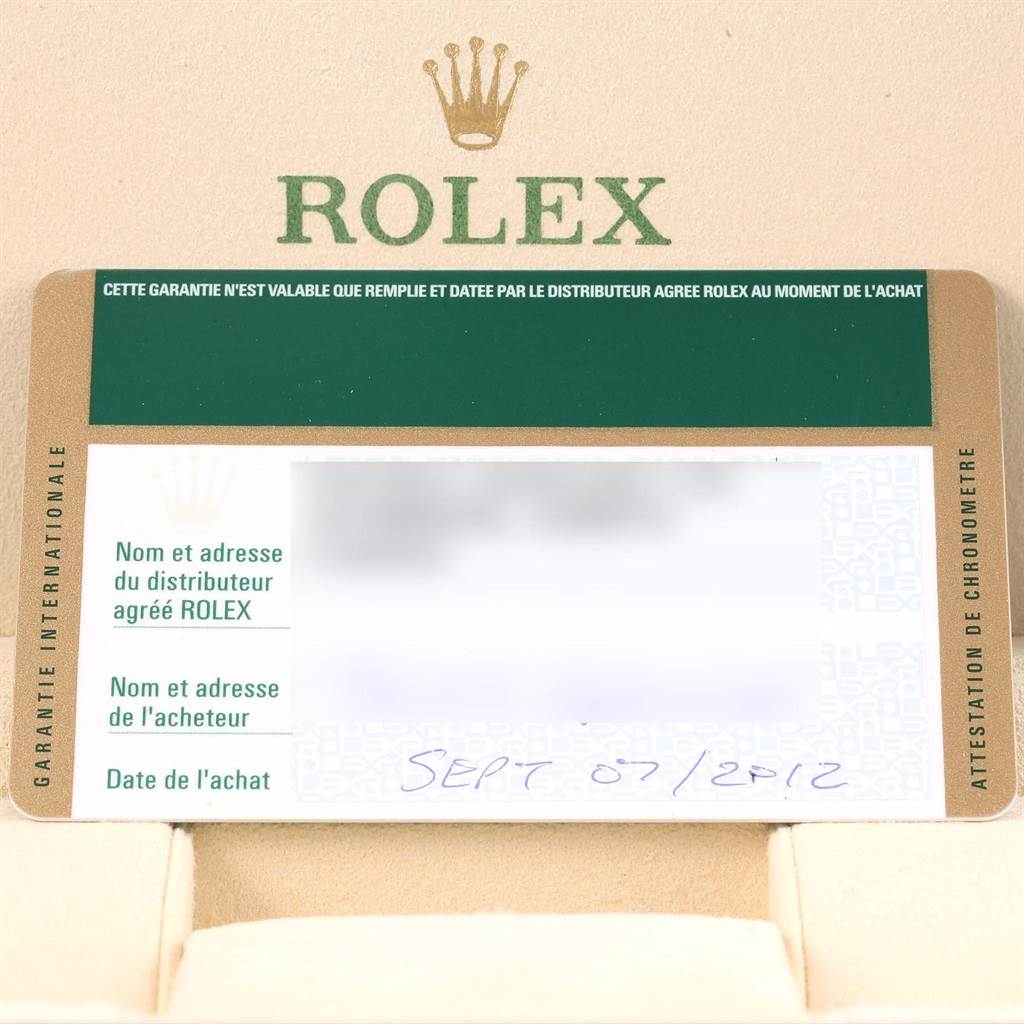 ROLEX
CETTE GARANTIE N'EST VALABLE QUE REMPLIE ET DATEE PAR LE DISTRIBUTEUR AGREE ROLEX AU MOMENT DE L'ACHAT
GARANTIE INTERNATIONALE
Nom et adresse
du distributeur
agréé ROLEX
Nom et adresse
de l'acheteur
Date de l'achat SEPT 07/2012
ATTESTATION DE CHRONOMETRE